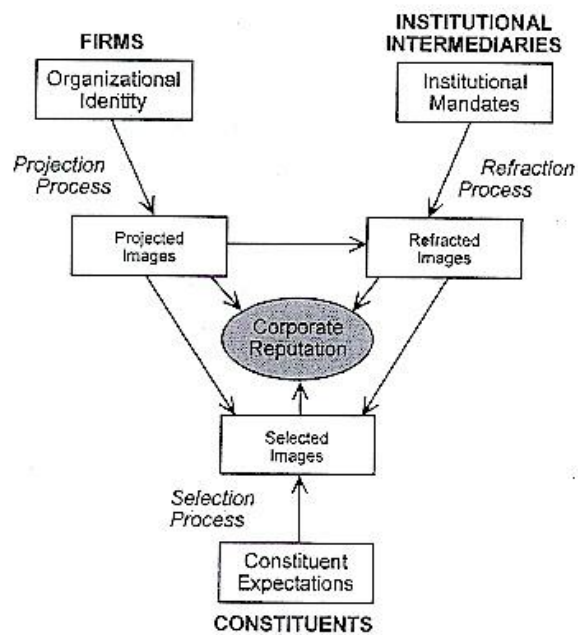 FIRMS
Organizational
Identity
INSTITUTIONAL
INTERMEDIARIES
Institutional
Mandates
Projection
Process
Refraction
Process
Projected
Images
Refracted
Images
Corporate
Reputation
Selected
Images
Selection
Process
Constituent
Expectations
CONSTITUENTS